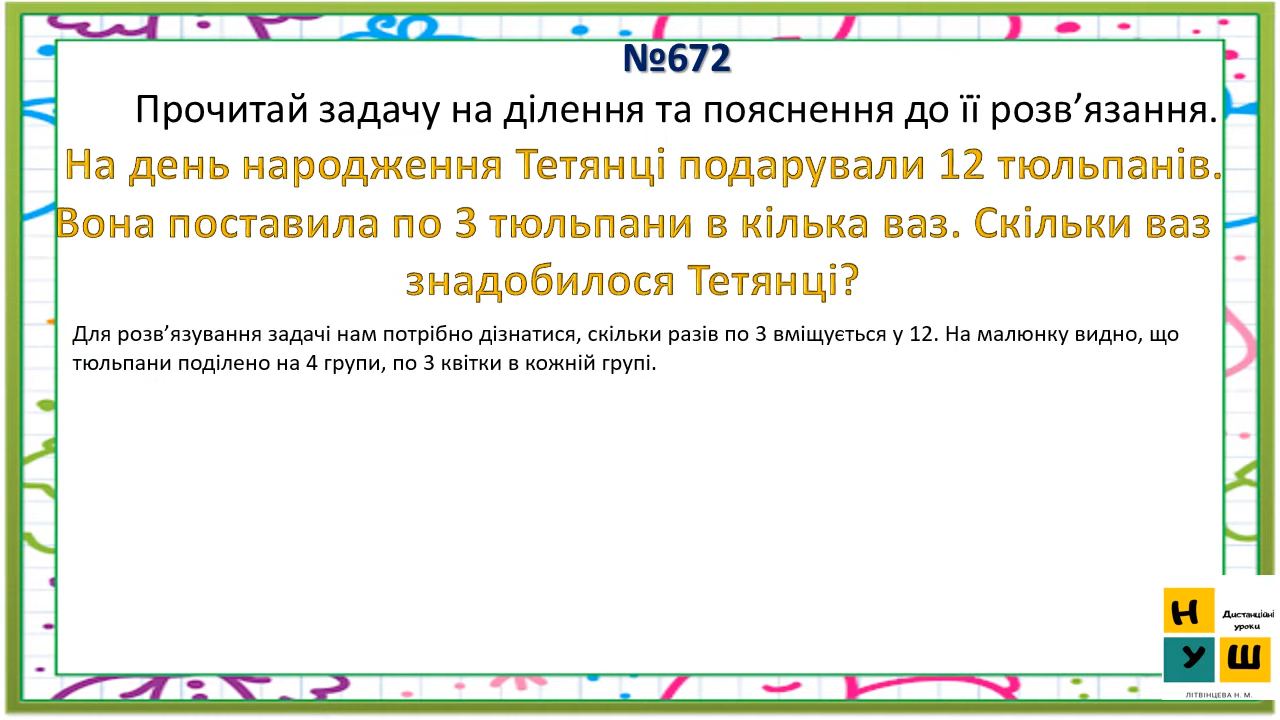 №672
Прочитай задачу на ділення та пояснення до її розв’язання.
На день народження Тетянці подарували 12 тюльпанів.
Вона поставила по 3 тюльпани в кілька ваз. Скільки ваз
знадобилося Тетянці?
Для розв’язування задачі нам потрібно дізнатися, скільки разів по 3 вміщується у 12. На малюнку видно, що
тюльпани поділено на 4 групи, по 3 квітки в кожній групі.
Н
Дистанційні
уроки
У Ш
ЛІТВІНЦЕВА Н. М.